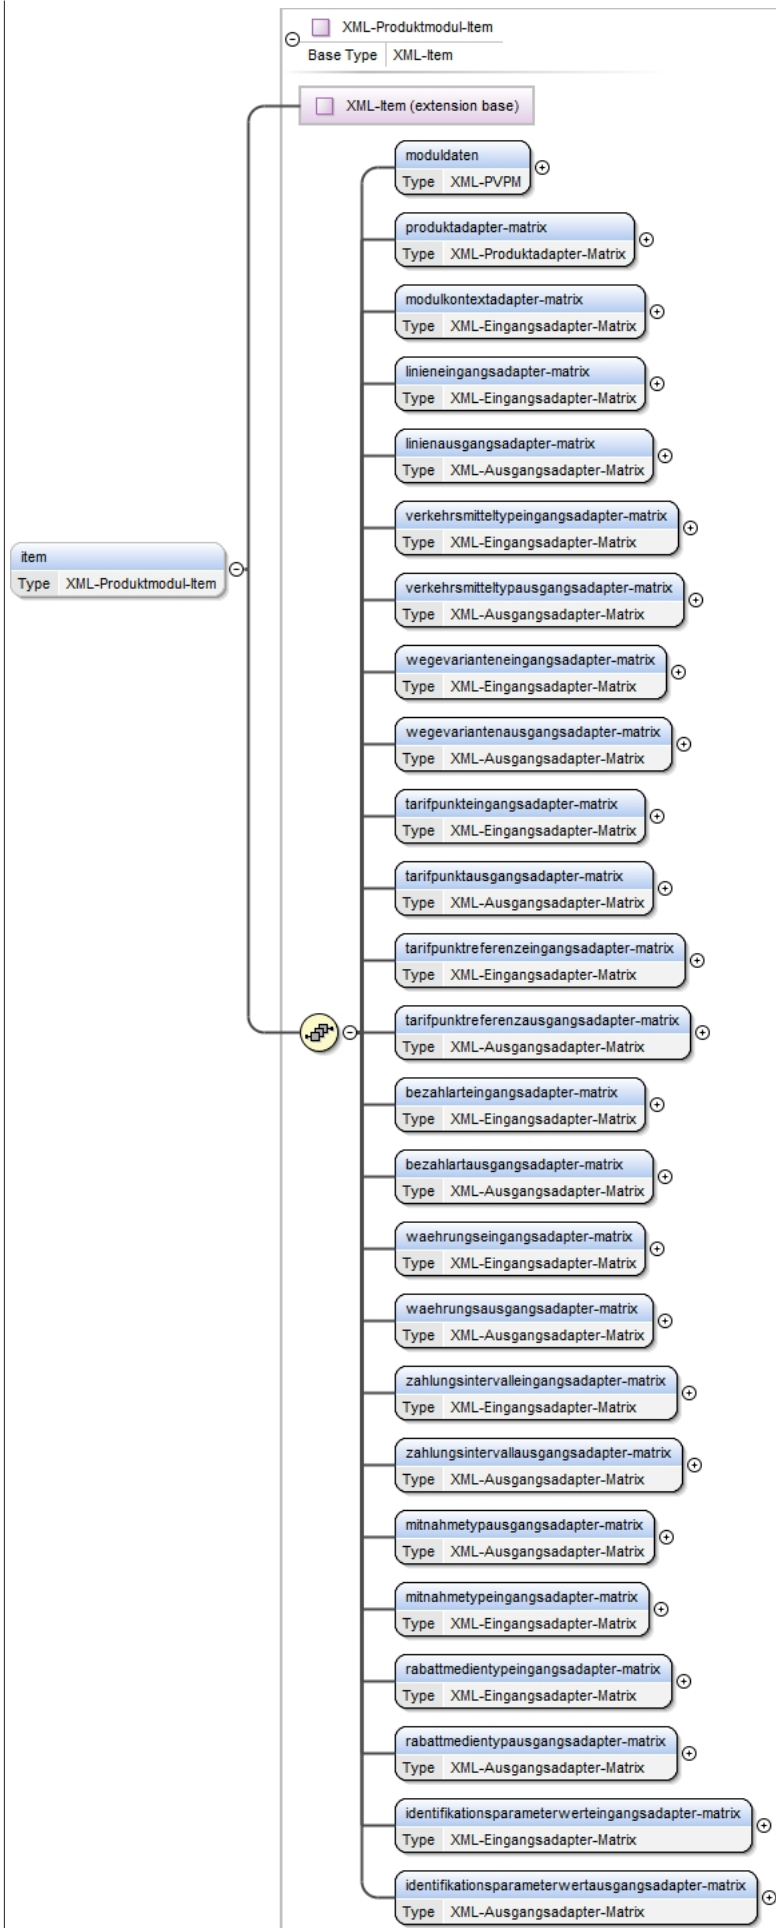 XML-Produktmodul-Item
Base Type XML-Item
XML-Item (extension base)
moduldaten
Type XML-PVPM
produktadapter-matrix
Type XML-Produktadapter-Matrix
modulkontextadapter-matrix
Type XML-Eingangsadapter-Matrix
linieneingangsadapter-matrix
Type XML-Eingangsadapter-Matrix
linienausgangsadapter-matrix
Type XML-Ausgangsadapter-Matrix
verkehrsmitteltypeingangsadapter-matrix
Type XML-Eingangsadapter-Matrix
item
Type XML-Produktmodul-Item
verkehrsmitteltypausgangsadapter-matrix
Type XML-Ausgangsadapter-Matrix
wegevarianteneingangsadapter-matrix
Type XML-Eingangsadapter-Matrix
wegevariantenausgangsadapter-matrix
Type XML-Ausgangsadapter-Matrix
tarifpunkteingangsadapter-matrix
Type XML-Eingangsadapter-Matrix
tarifpunktausgangsadapter-matrix
Type XML-Ausgangsadapter-Matrix
tarifpunktreferenzeingangsadapter-matrix
Type XML-Eingangsadapter-Matrix
tarifpunktreferenzausgangsadapter-matrix
Type XML-Ausgangsadapter-Matrix
bezahlarteingangsadapter-matrix
Type XML-Eingangsadapter-Matrix
bezahlartausgangsadapter-matrix
Type XML-Ausgangsadapter-Matrix
waehrungseingangsadapter-matrix
Type XML-Eingangsadapter-Matrix
waehrungsausgangsadapter-matrix
Type XML-Ausgangsadapter-Matrix
zahlungsintervalleingangsadapter-matrix
Type XML-Eingangsadapter-Matrix
zahlungsintervallausgangsadapter-matrix
Type XML-Ausgangsadapter-Matrix
mitnahmetypausgangsadapter-matrix
Type XML-Ausgangsadapter-Matrix
mitnahmetypeingangsadapter-matrix
Type XML-Eingangsadapter-Matrix
rabattmedientypeingangsadapter-matrix
Type XML-Eingangsadapter-Matrix
rabattmedientypausgangsadapter-matrix
Type XML-Ausgangsadapter-Matrix
identifikationsparameterwerteingangsadapter-matrix
Type XML-Eingangsadapter-Matrix
identifikationsparameterwertausgangsadapter-matrix
Type XML-Ausgangsadapter-Matrix